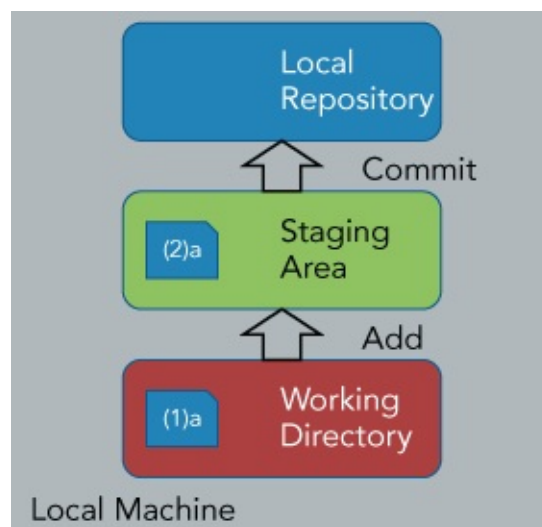 Local
Repository
Commit
(2)a
Staging
Area
Add
(1)a
Working
Directory
Local Machine